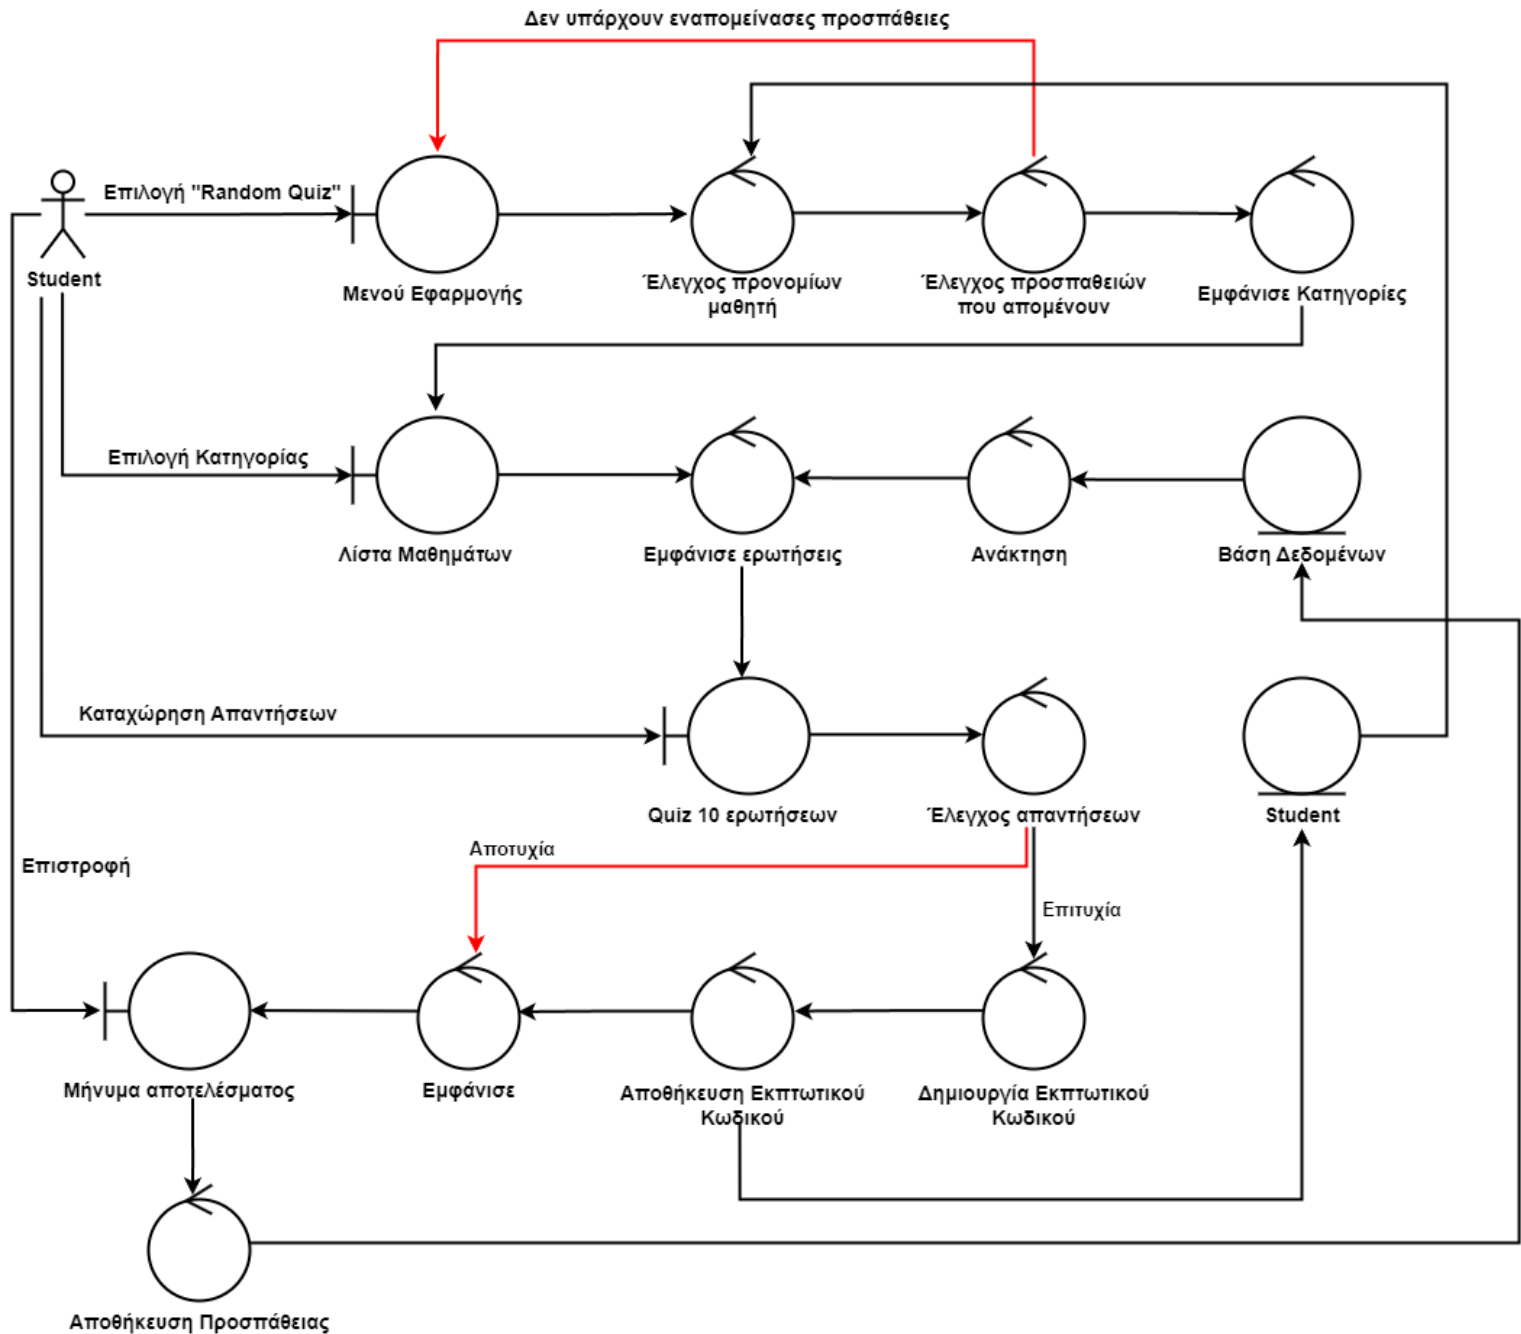 Δεν υπάρχουν εναπομείνασες προσπάθειες
Επιλογή "Random Quiz"
Student
Μενού Εφαρμογής
Έλεγχος προνομίων
μαθητή
Έλεγχος προσπαθειών
που απομένουν
Εμφάνισε Κατηγορίες
Επιλογή Κατηγορίας
Λίστα Μαθημάτων
Εμφάνισε ερωτήσεις
Ανάκτηση
Βάση Δεδομένων
Καταχώρηση Απαντήσεων
Quiz 10 ερωτήσεων
Έλεγχος απαντήσεων
Student
Αποτυχία
Επιστροφή
Επιτυχία
Μήνυμα αποτελέσματος
Εμφάνισε
Αποθήκευση Εκπτωτικού
Κωδικού
Δημιουργία Εκπτωτικού
Κωδικού
Αποθήκευση Προσπάθειας